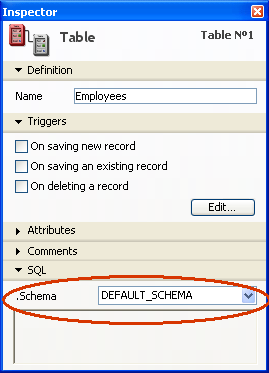 Inspector
Table
Table Nº1
Definition
Name
Employees
Triggers
On saving new record
On saving an existing record
On deleting a record
Edit...
Attributes
Comments
SQL
.Schema
DEFAULT_SCHEMA